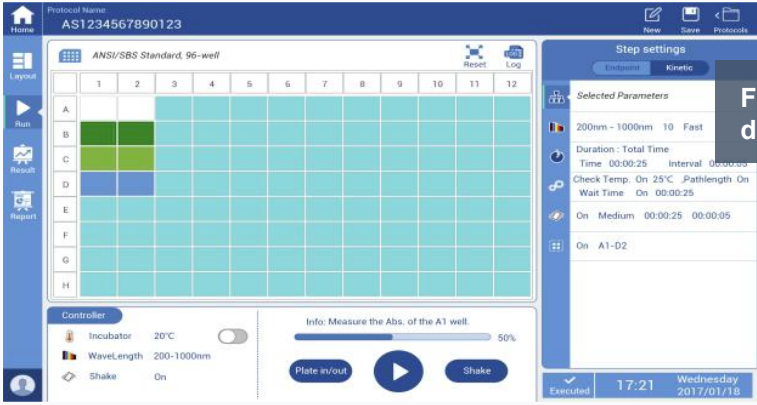 Home
Protocol Name
AS1234567890123
New
Save
Protocols
Layout
Run
Result
Report
ANSI/SBS Standard, 96-well
Reset
LOG
Log
1 2 3 4 5 6 7 8 9 10 11 12
A
B
C
D
E
F
G
H
Controller
Incubator 20°C
WaveLength 200-1000nm
Shake On
Info: Measure the Abs. of the A1 well.
50%
Plate in/out
Shake
Step settings
Endpoint Kinetic
Selected Parameters
F
d
200nm - 1000nm 10 Fast
Duration : Total Time
Time 00:00:25 Interval 00:00:05
Check Temp. On 25°C ,Pathlength On
Wait Time On 00:00:25
On Medium 00:00:25 00:00:05
On A1-D2
Executed
17:21
Wednesday
2017/01/18